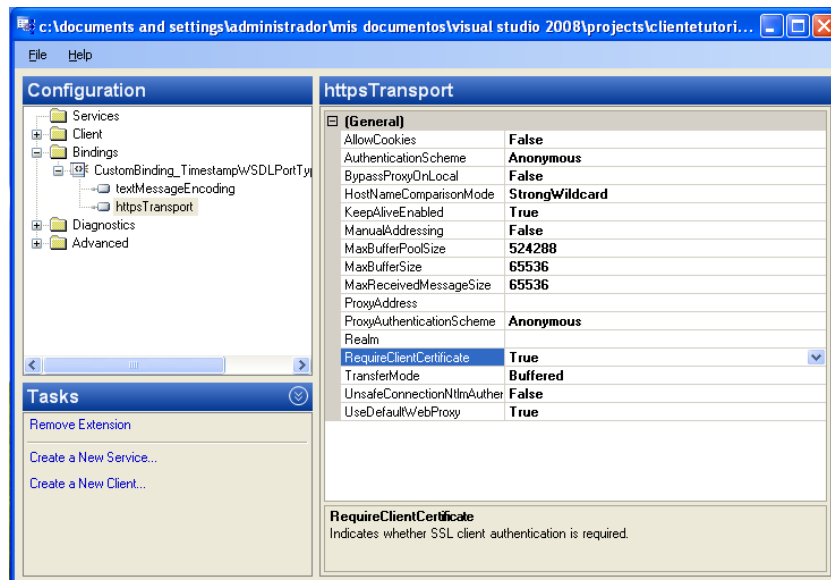 c:\documents and settings\administrador\mis documentos\visual studio 2008\projects\clientetutori...
File Help
Configuration
Services
Client
Bindings
CustomBinding_TimestampWSDLPortTy
textMessageEncoding
httpsTransport
Diagnostics
Advanced
Tasks
Remove Extension
Create a New Service...
Create a New Client...
httpsTransport
(General)
AllowCookies False
AuthenticationScheme Anonymous
BypassProxyOnLocal False
HostNameComparisonMode StrongWildcard
KeepAliveEnabled True
ManualAddressing False
MaxBufferPoolSize 524288
MaxBufferSize 65536
MaxReceivedMessageSize 65536
ProxyAddress
ProxyAuthenticationScheme Anonymous
Realm
RequireClientCertificate True
TransferMode Buffered
UnsafeConnectionNtlmAuther False
UseDefaultWebProxy True
RequireClientCertificate
Indicates whether SSL client authentication is required.